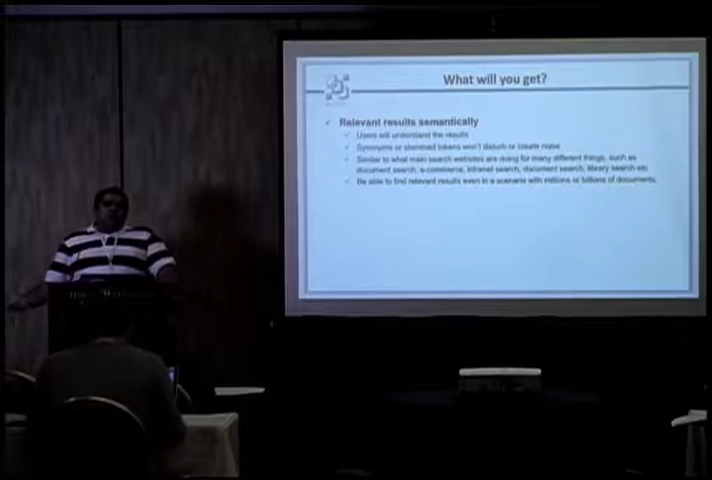 What will you get?
Relevant results semantically
Users will understand the results
Synonyms or stemmed tokens won't disturb or create noise
Similar to what main search websites are doing for many different things, such as
document search, e-commerce, intranet search, document search, library search etc
Be able to find relevant results even in a scenario with millions or billions of documents.